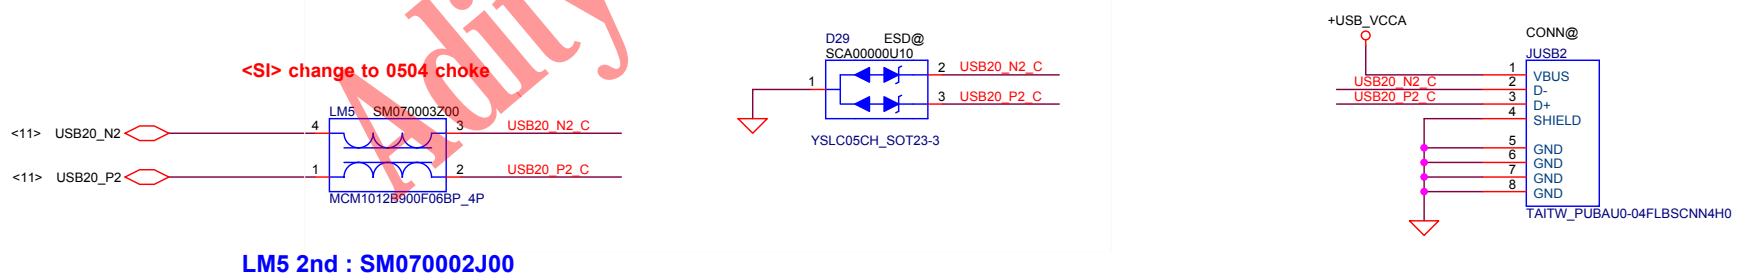 <SI> change to 0504 choke
LM5 SM070003Z00
<11> USB20_N2 4 3 USB20_N2_C
<11> USB20_P2 1 2 USB20_P2_C
MCM1012B900F06BP_4P
LM5 2nd : SM070002J00
D29 ESD@
SCA00000U10
1 2 USB20_N2_C
3 USB20_P2_C
YSLC05CH_SOT23-3
+USB_VCCA
CONN@
JUSB2
1 VBUS
USB20_N2_C 2 D-
USB20_P2_C 3 D+
4 SHIELD
5 GND
6 GND
7 GND
8 GND
TAITW_PUBAU0-04FLBSCNN4H0
Adity